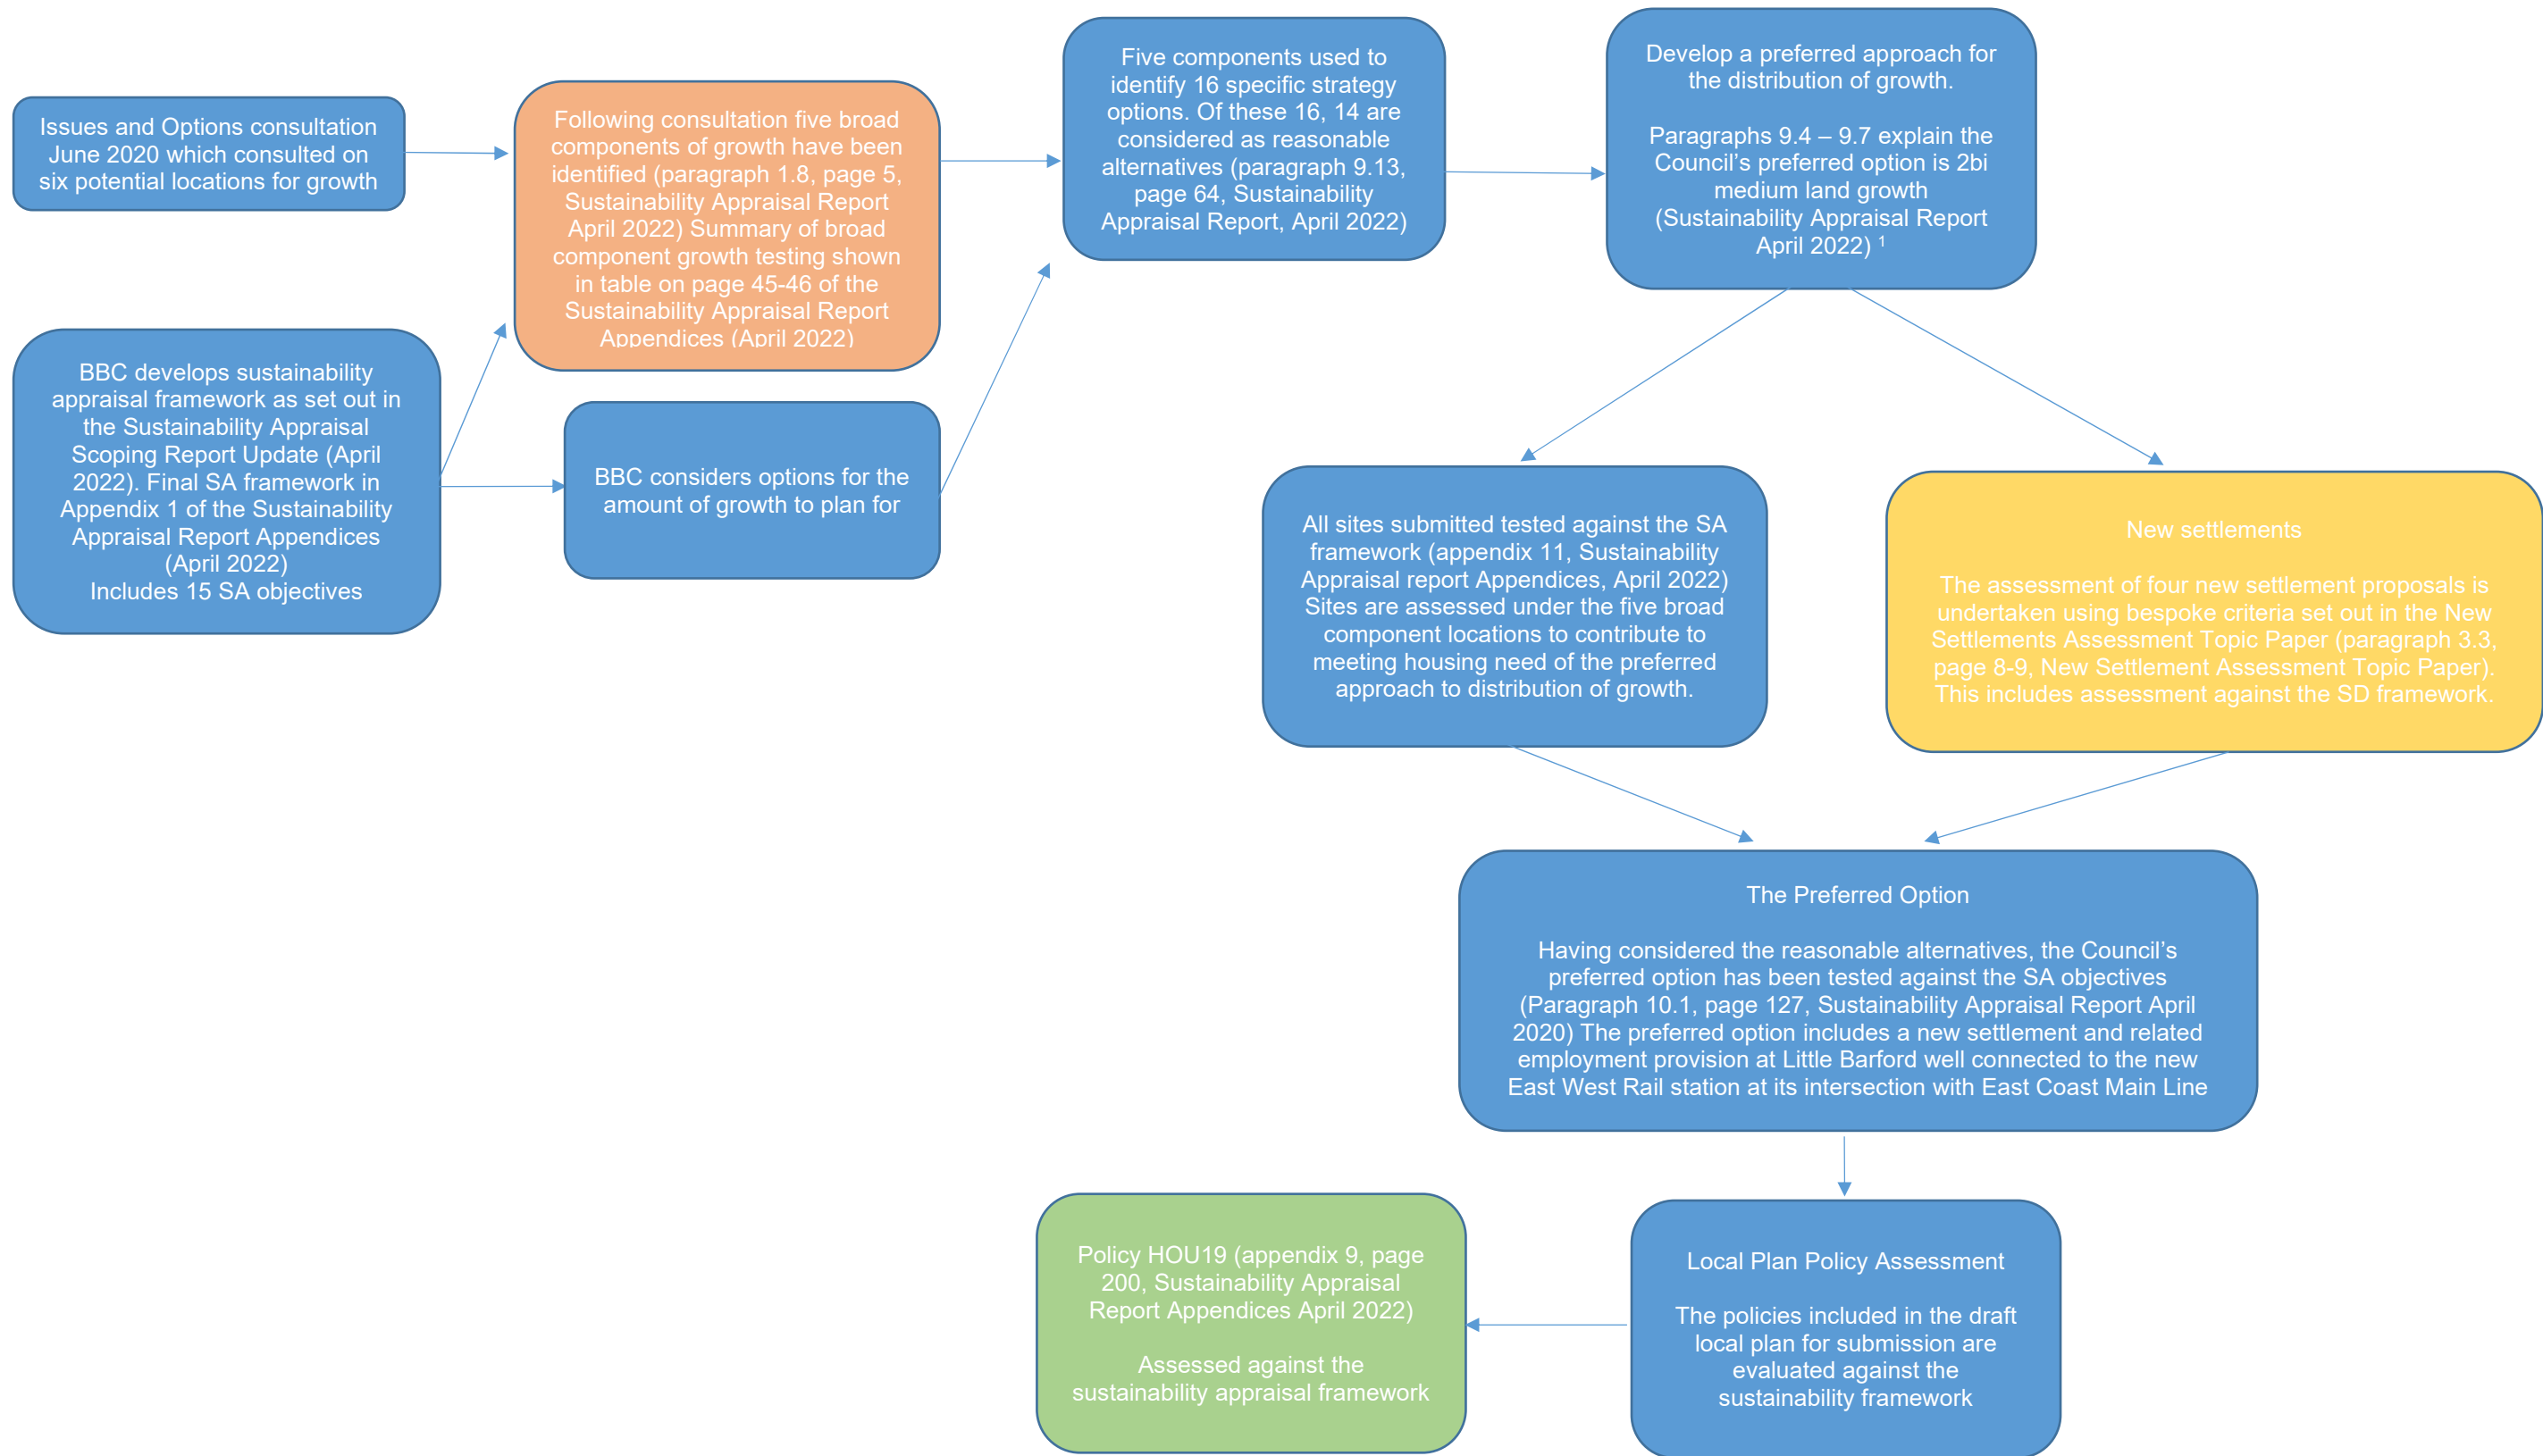 Issues and Options consultation
June 2020 which consulted on
six potential locations for growth
BBC develops sustainability
appraisal framework as set out in
the Sustainability Appraisal
Scoping Report Update (April
2022). Final SA framework in
Appendix 1 of the Sustainability
Appraisal Report Appendices
(April 2022)
Includes 15 SA objectives
Following consultation five broad
components of growth have been
identified (paragraph 1.8, page 5,
Sustainability Appraisal Report
April 2022) Summary of broad
component growth testing shown
in table on page 45-46 of the
Sustainability Appraisal Report
Appendices (April 2022)
BBC considers options for the
amount of growth to plan for
Five components used to
identify 16 specific strategy
options. Of these 16, 14 are
considered as reasonable
alternatives (paragraph 9.13,
page 64, Sustainability
Appraisal Report, April 2022)
Develop a preferred approach for
the distribution of growth.
Paragraphs 9.4 – 9.7 explain the
Council’s preferred option is 2bi
medium land growth
(Sustainability Appraisal Report
April 2022) ¹
All sites submitted tested against the SA
framework (appendix 11, Sustainability
Appraisal report Appendices, April 2022)
Sites are assessed under the five broad
component locations to contribute to
meeting housing need of the preferred
approach to distribution of growth.
New settlements
The assessment of four new settlement proposals is
undertaken using bespoke criteria set out in the New
Settlements Assessment Topic Paper (paragraph 3.3,
page 8-9, New Settlement Assessment Topic Paper).
This includes assessment against the SD framework.
The Preferred Option
Having considered the reasonable alternatives, the Council’s
preferred option has been tested against the SA objectives
(Paragraph 10.1, page 127, Sustainability Appraisal Report April
2020) The preferred option includes a new settlement and related
employment provision at Little Barford well connected to the new
East West Rail station at its intersection with East Coast Main Line
Local Plan Policy Assessment
The policies included in the draft
local plan for submission are
evaluated against the
sustainability framework
Policy HOU19 (appendix 9, page
200, Sustainability Appraisal
Report Appendices April 2022)
Assessed against the
sustainability appraisal framework